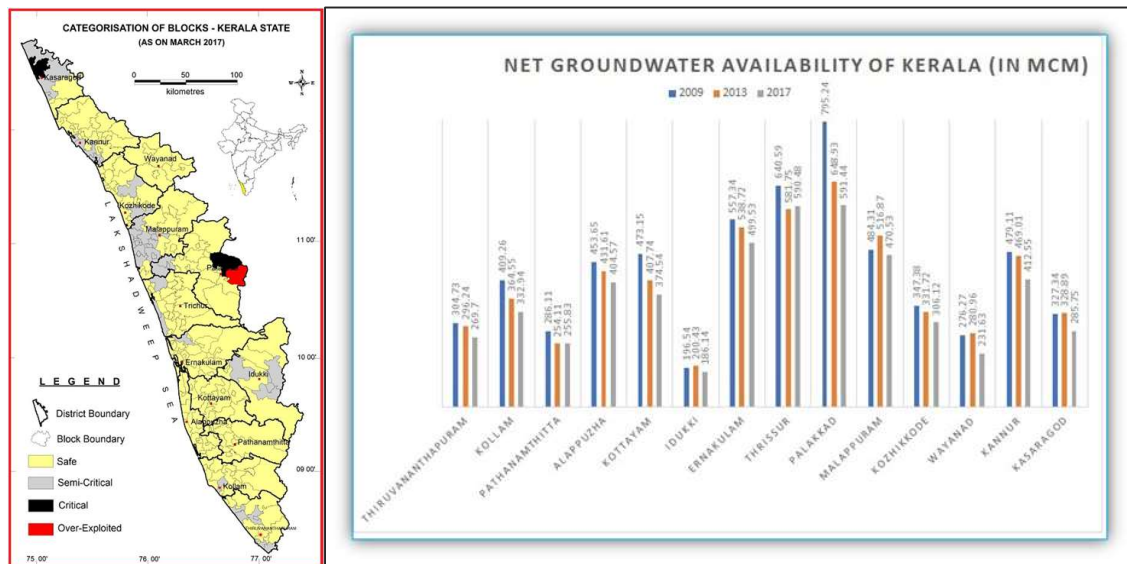 CATEGORISATION OF BLOCKS - KERALA STATE
(AS ON MARCH 2017)
0 50 100
kilometres
Kasaragod
Kannur
Wayanad
Kozhikode
Malappuram
Trichur
Ernakulam
Idukki
Kottayam
Alappuzha
Pathanamthitta
Kollam
THIRUVANANTHAPURAM
LAKSHADWEEP SEA
11 00'
10 00'
09 00'
75 00'
76 00'
77 00'
LEGEND
District Boundary
Block Boundary
Safe
Semi-Critical
Critical
Over-Exploited
NET GROUNDWATER AVAILABILITY OF KERALA (IN MCM)
2009 2013 2017
304.73 296.24 269.7
409.26 364.55 332.94
286.11 254.11 255.83
453.65 431.61 404.57
473.15 407.74 374.54
196.54 200.43 186.14
557.34 538.72 499.53
640.59 581.75 590.48
795.24 648.93 591.44
484.31 516.87 470.53
347.38 331.72 306.12
276.27 280.96 231.63
479.11 469.01 412.55
327.34 328.89 285.75
THIRUVANANTHAPURAM
KOLLAM
PATHANAMTHITTA
ALAPPUZHA
KOTTAYAM
IDUKKI
ERNAKULAM
THRISSUR
PALAKKAD
MALAPPURAM
KOZHIKKODE
WAYANAD
KANNUR
KASARAGOD